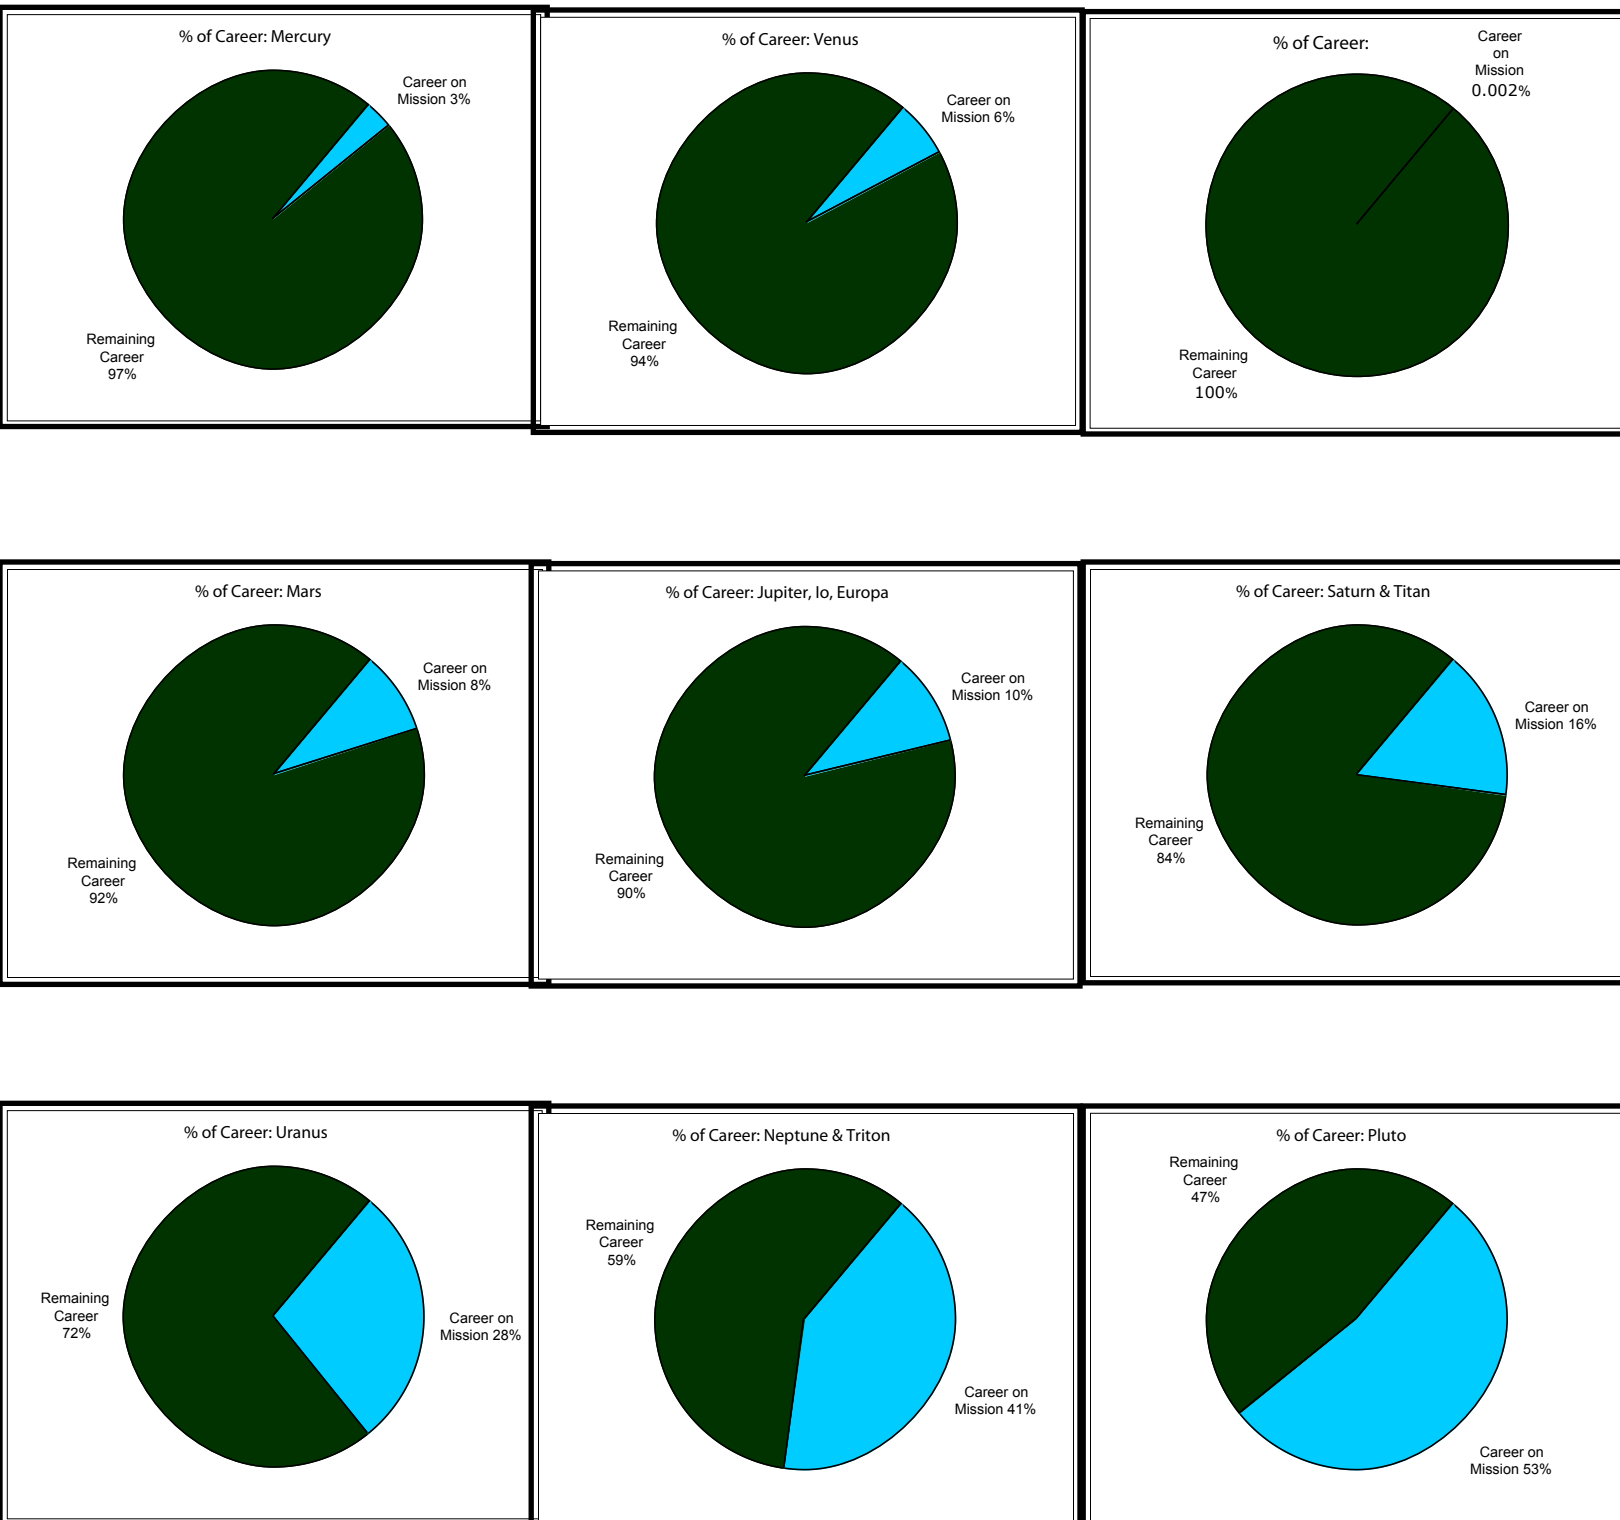 % of Career: Mercury
Career on
Mission 3%
Remaining
Career
97%
% of Career: Venus
Career on
Mission 6%
Remaining
Career
94%
% of Career:
Career
on
Mission
0.002%
Remaining
Career
100%
% of Career: Mars
Career on
Mission 8%
Remaining
Career
92%
% of Career: Jupiter, Io, Europa
Career on
Mission 10%
Remaining
Career
90%
% of Career: Saturn & Titan
Career on
Mission 16%
Remaining
Career
84%
% of Career: Uranus
Remaining
Career
72%
Career on
Mission 28%
% of Career: Neptune & Triton
Remaining
Career
59%
Career on
Mission 41%
% of Career: Pluto
Remaining
Career
47%
Career on
Mission 53%